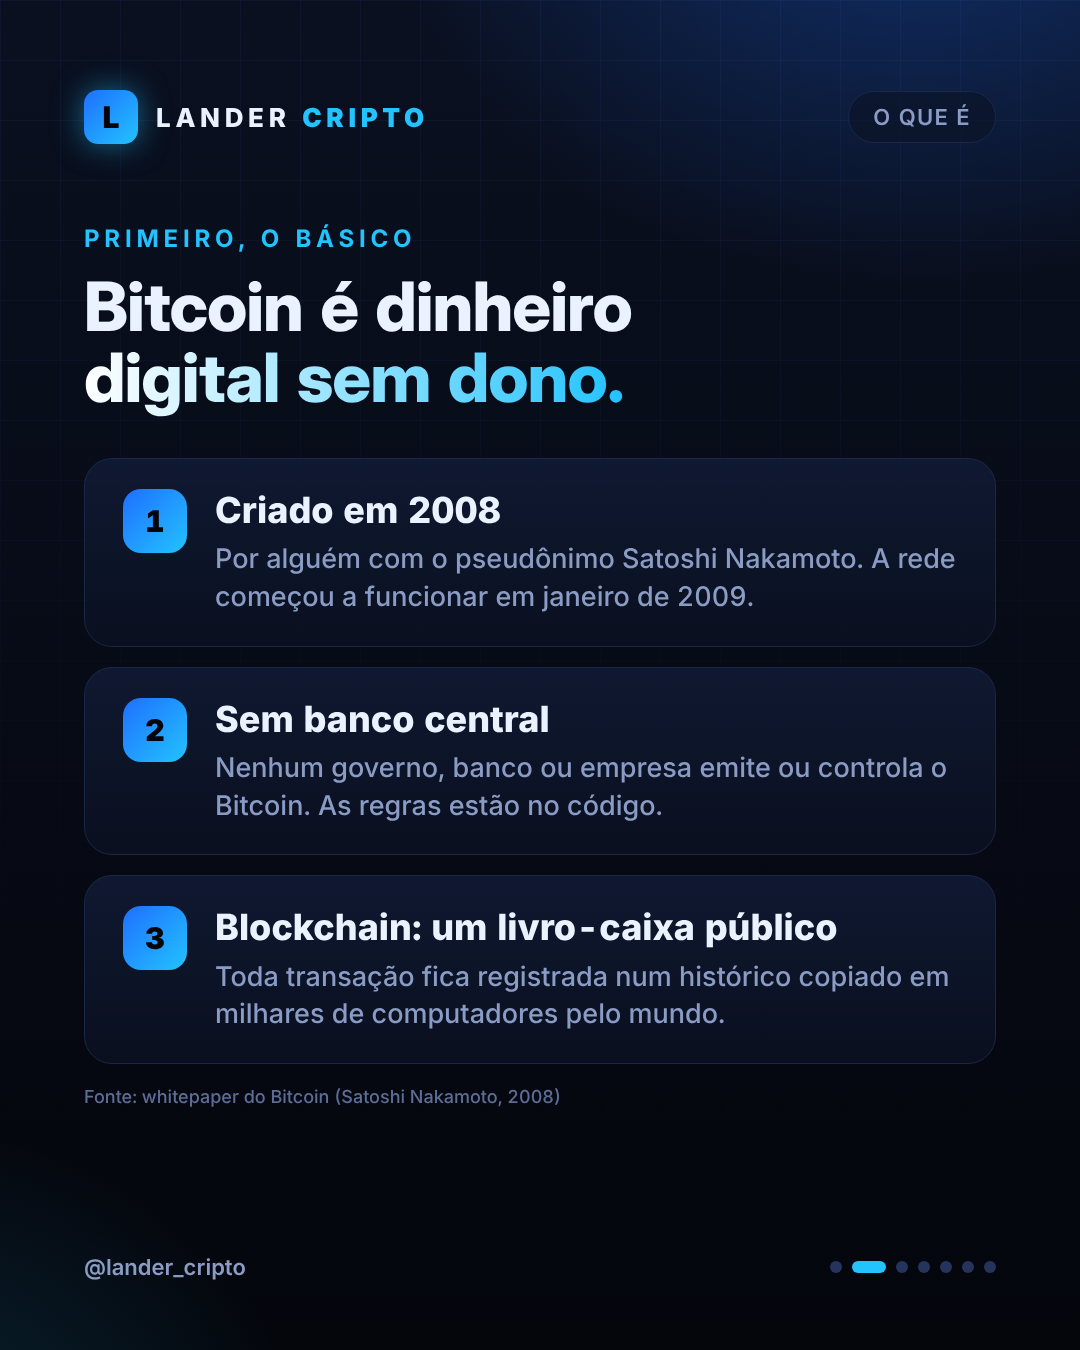 L LANDER CRIPTO
O QUE É
PRIMEIRO, O BÁSICO
Bitcoin é dinheiro
digital sem dono.
1 Criado em 2008
Por alguém com o pseudônimo Satoshi Nakamoto. A rede
começou a funcionar em janeiro de 2009.
2 Sem banco central
Nenhum governo, banco ou empresa emite ou controla o
Bitcoin. As regras estão no código.
3 Blockchain: um livro-caixa público
Toda transação fica registrada num histórico copiado em
milhares de computadores pelo mundo.
Fonte: whitepaper do Bitcoin (Satoshi Nakamoto, 2008)
@lander_cripto